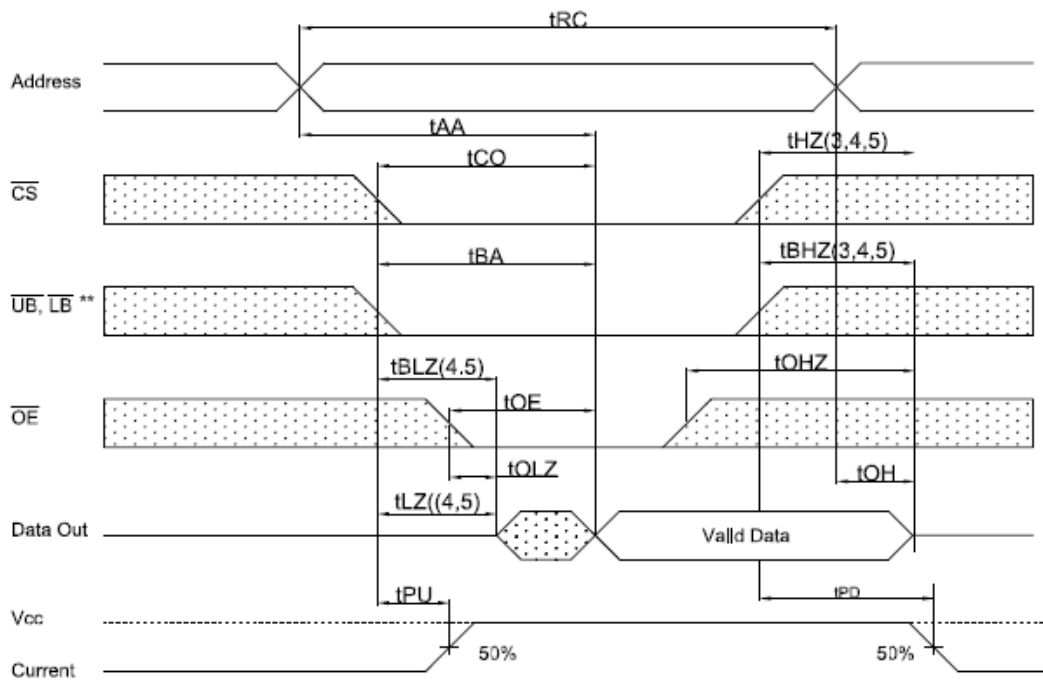 tRC
Address
tAA
tHZ(3,4,5)
tCO
CS
tBHZ(3,4,5)
tBA
UB, LB **
tBLZ(4.5)
tOHZ
tOE
OE
tOLZ
tOH
tLZ((4,5)
Data Out
Valid Data
tPU
tPD
Vcc
50%
50%
Current